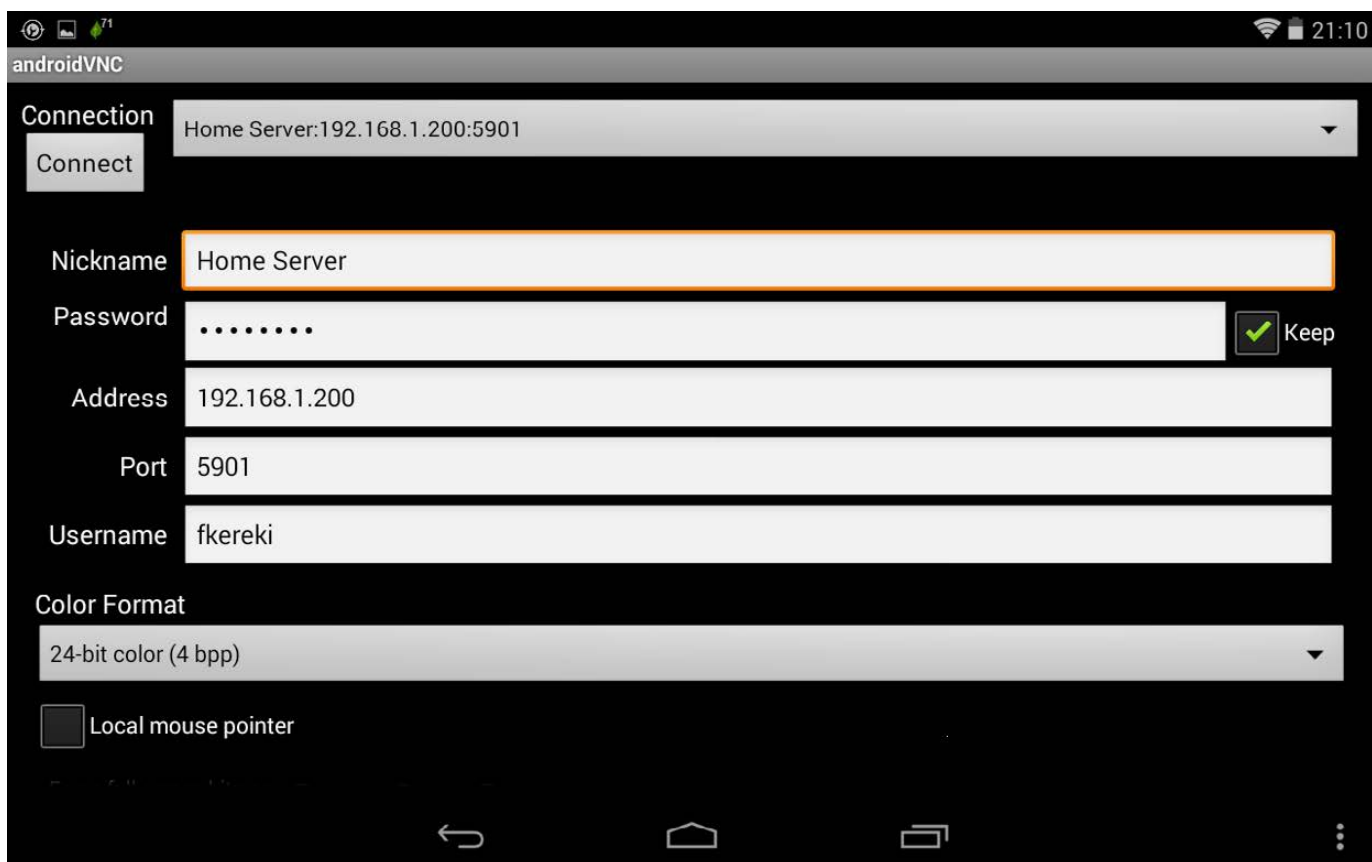 71 21:10
androidVNC
Connection
Home Server:192.168.1.200:5901
Connect
Nickname Home Server
Password •••••••• Keep
Address 192.168.1.200
Port 5901
Username fkereki
Color Format
24-bit color (4 bpp)
Local mouse pointer